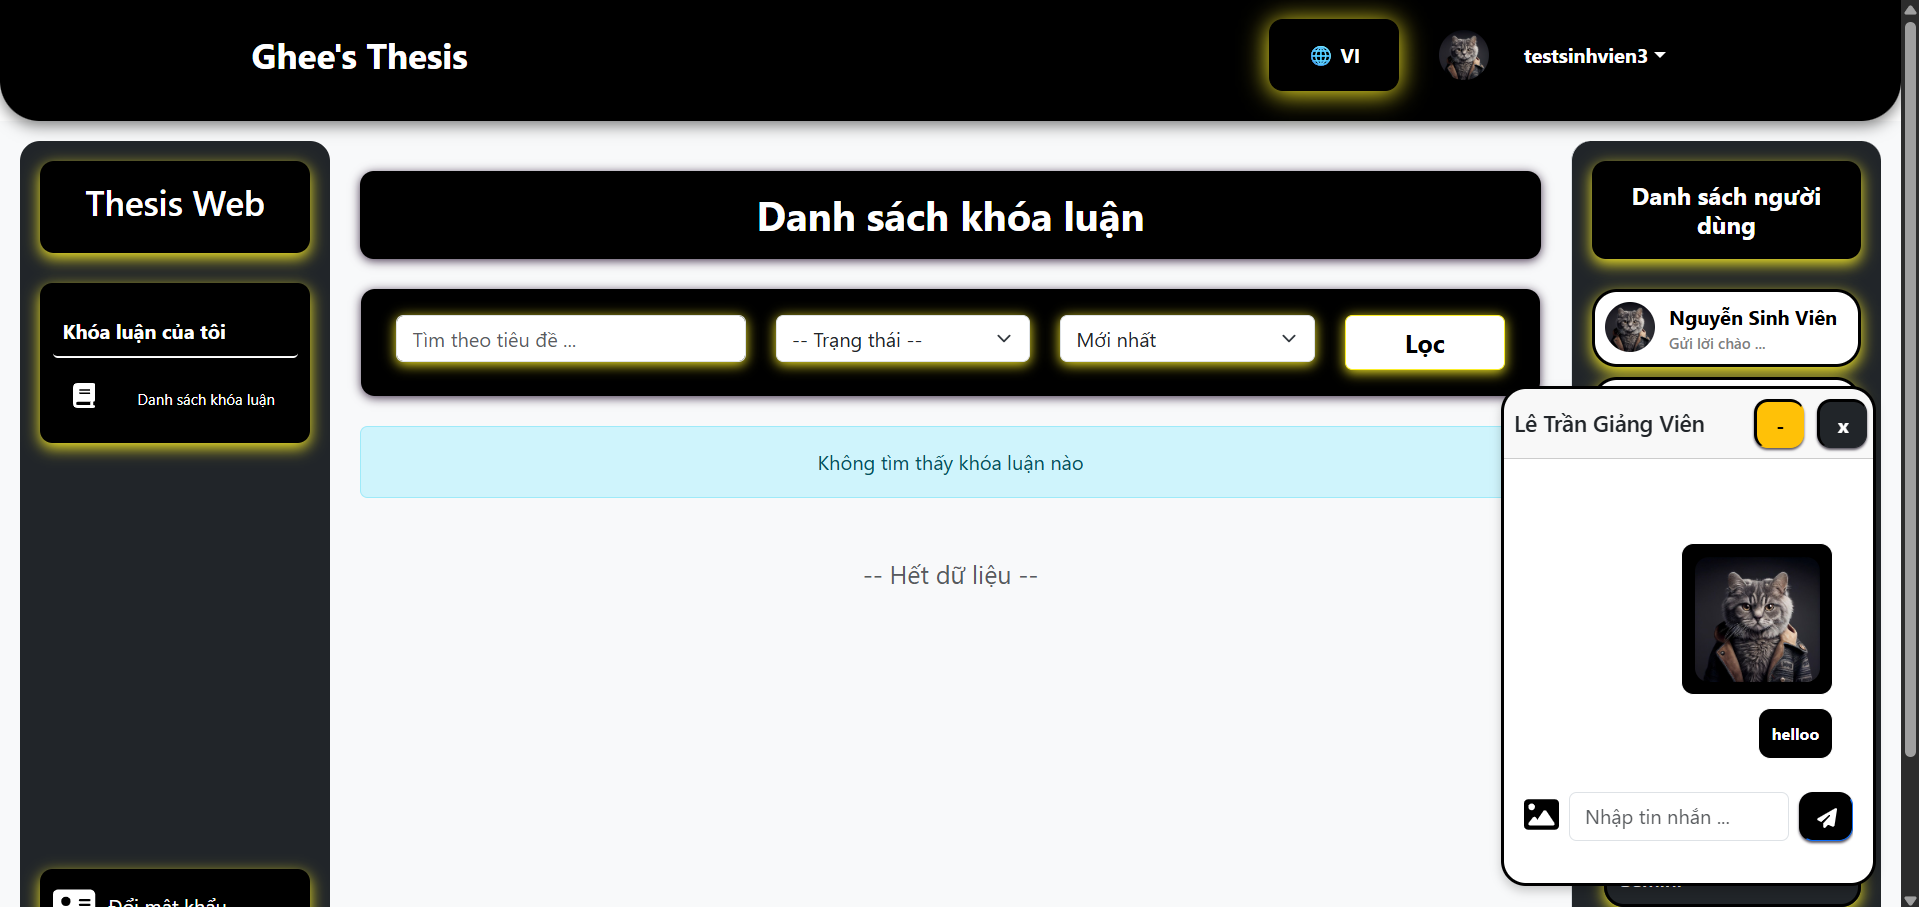 Ghee's Thesis
VI
testsinhvien3
Thesis Web
Khóa luận của tôi
Danh sách khóa luận
Đổi mật khẩu
Danh sách khóa luận
Tìm theo tiêu đề ...
-- Trạng thái --
Mới nhất
Lọc
Không tìm thấy khóa luận nào
-- Hết dữ liệu --
Danh sách người
dùng
Nguyễn Sinh Viên
Gửi lời chào ...
Lê Trần Giảng Viên
-
x
helloo
Nhập tin nhắn ...